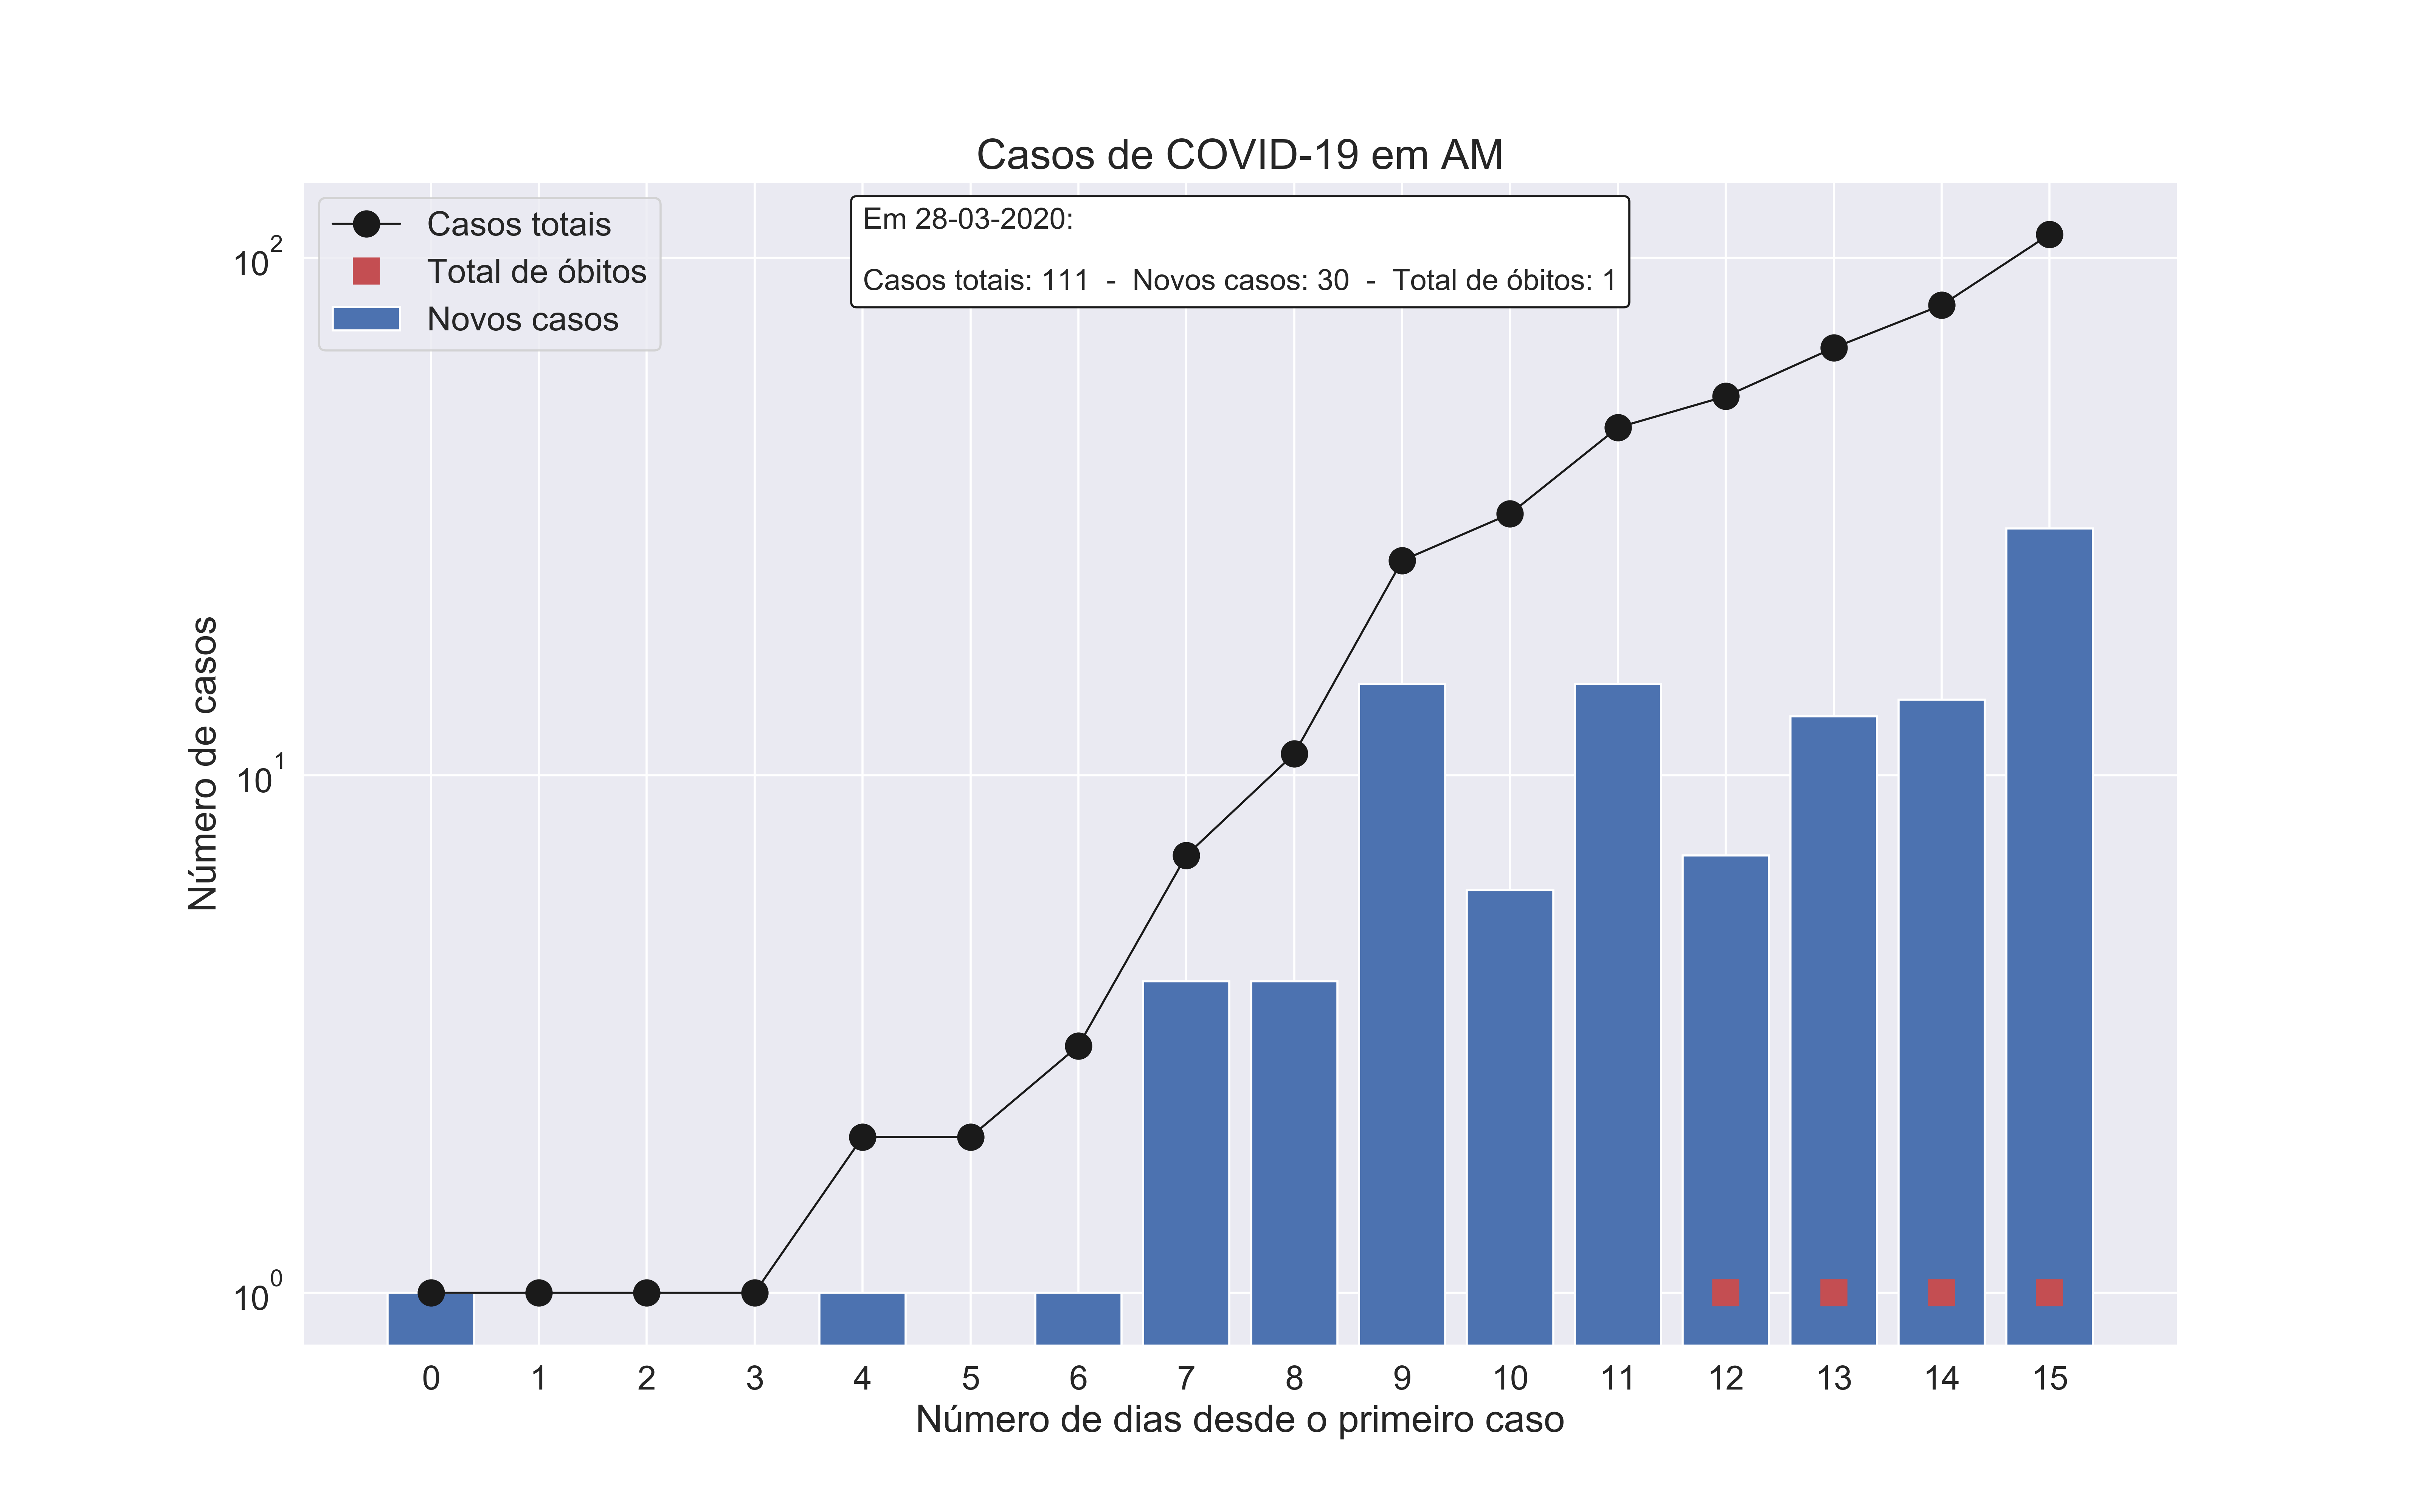 Casos de COVID-19 em AM
Casos totais
Total de óbitos
Novos casos
Em 28-03-2020:
Casos totais: 111 - Novos casos: 30 - Total de óbitos: 1
Número de casos
10²
10¹
10⁰
0 1 2 3 4 5 6 7 8 9 10 11 12 13 14 15
Número de dias desde o primeiro caso